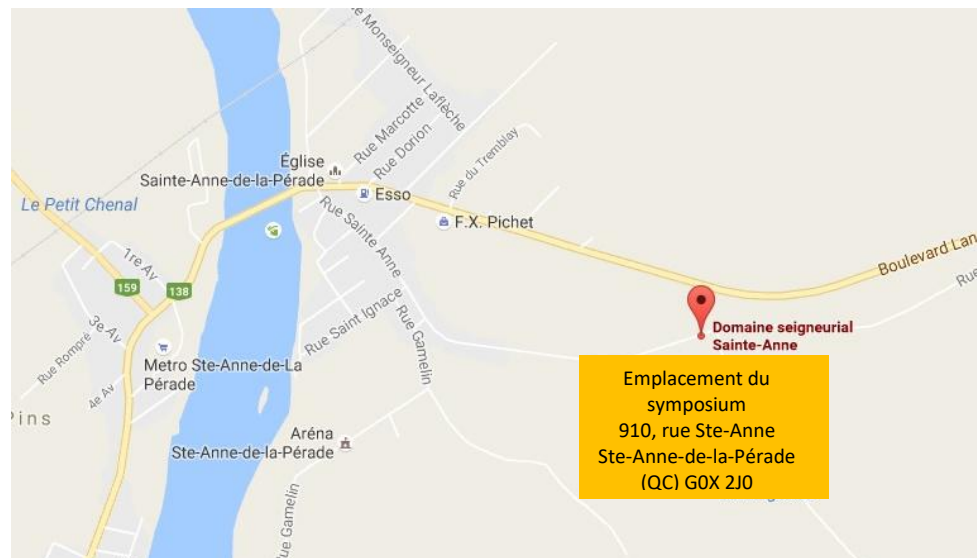 e Monseigneur Laflèche
Rue Marcotte
Rue Dorion
Rue du Tremblay
Église
Sainte-Anne-de-la-Pérade
Esso
F.X. Pichet
Le Petit Chenal
Boulevard Lan
Rue
1re Av
159
138
3e Av
Rue Rompré
4e Av
Pins
Metro Ste-Anne-de-La
Pérade
Rue Sainte Anne
Rue Saint Ignace
Rue Gamelin
Domaine seigneurial
Sainte-Anne
Emplacement du
symposium
910, rue Ste-Anne
Ste-Anne-de-la-Pérade
(QC) G0X 2J0
Aréna
Ste-Anne-de-la-Pérade
Rue Gamelin